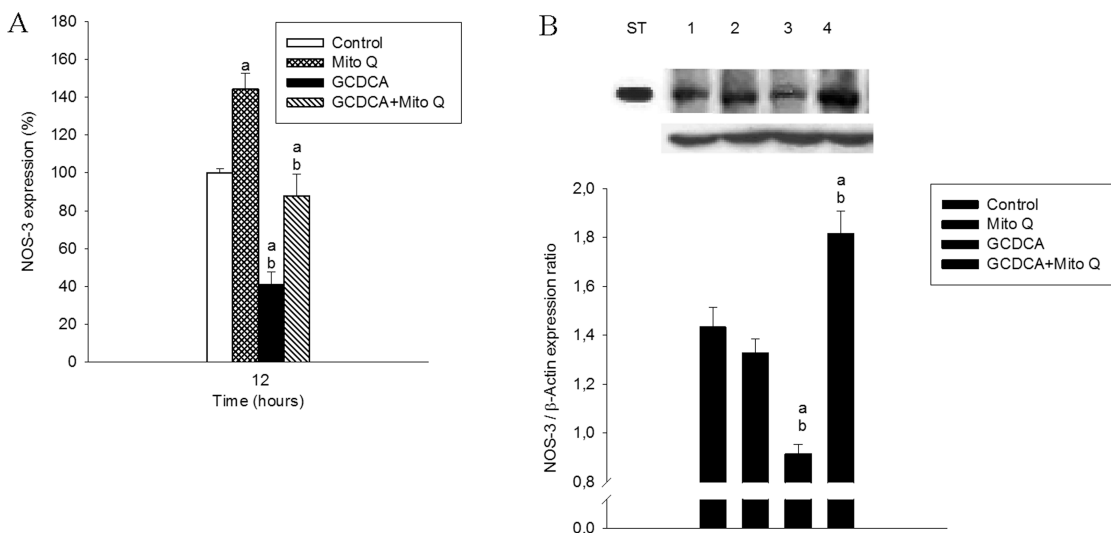 A
NOS-3 expression (%)
180
160
140
120
100
80
60
40
20
0
a
a
b
a
b
Control
Mito Q
GCDCA
GCDCA+Mito Q
12
Time (hours)
B
ST 1 2 3 4
NOS-3 / β-Actin expression ratio
2,0
1,8
1,6
1,4
1,2
1,0
0,8
0,0
a
b
a
b
Control
Mito Q
GCDCA
GCDCA+Mito Q